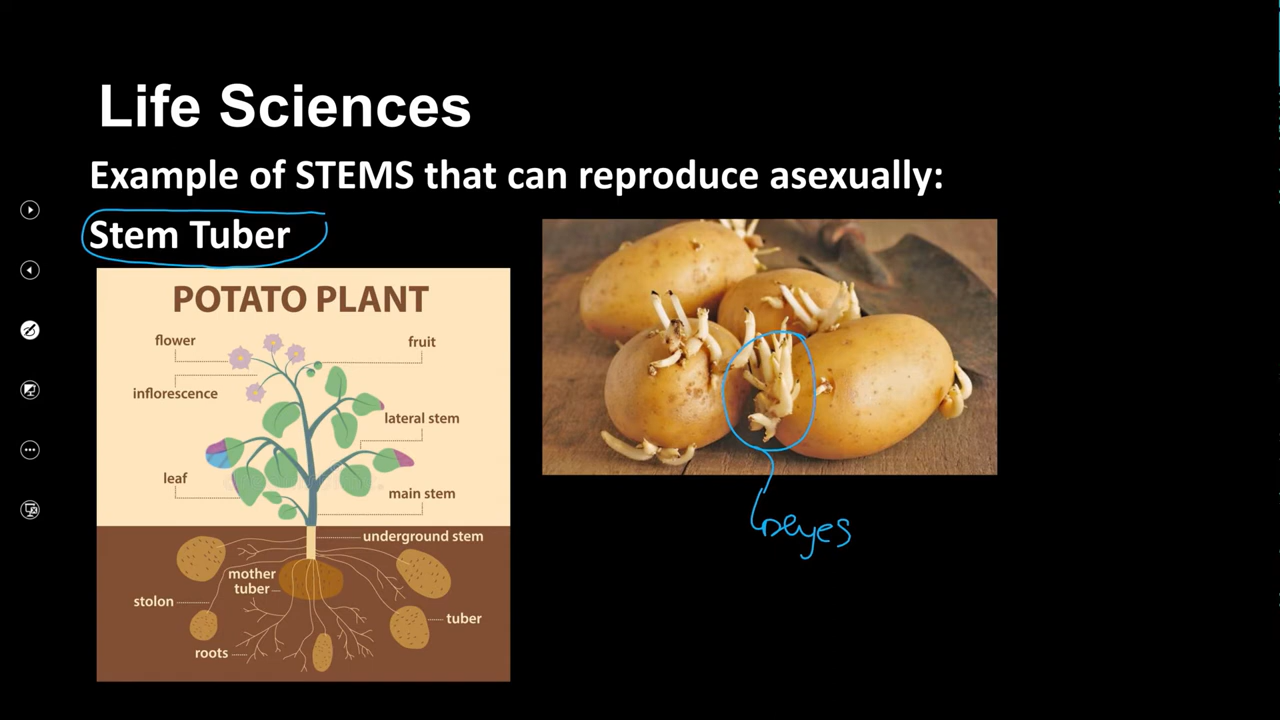 Life Sciences
Example of STEMS that can reproduce asexually:
Stem Tuber
POTATO PLANT
flower
fruit
inflorescence
lateral stem
leaf
main stem
underground stem
mother
tuber
stolon
tuber
roots
eyes